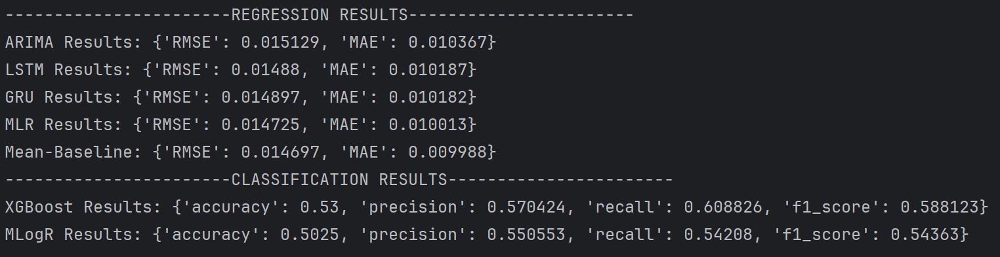 -----------------------REGRESSION RESULTS-----------------------
ARIMA Results: {'RMSE': 0.015129, 'MAE': 0.010367}
LSTM Results: {'RMSE': 0.01488, 'MAE': 0.010187}
GRU Results: {'RMSE': 0.014897, 'MAE': 0.010182}
MLR Results: {'RMSE': 0.014725, 'MAE': 0.010013}
Mean-Baseline: {'RMSE': 0.014697, 'MAE': 0.009988}
-----------------------CLASSIFICATION RESULTS-----------------------
XGBoost Results: {'accuracy': 0.53, 'precision': 0.570424, 'recall': 0.608826, 'f1_score': 0.588123}
MLogR Results: {'accuracy': 0.5025, 'precision': 0.550553, 'recall': 0.54208, 'f1_score': 0.54363}